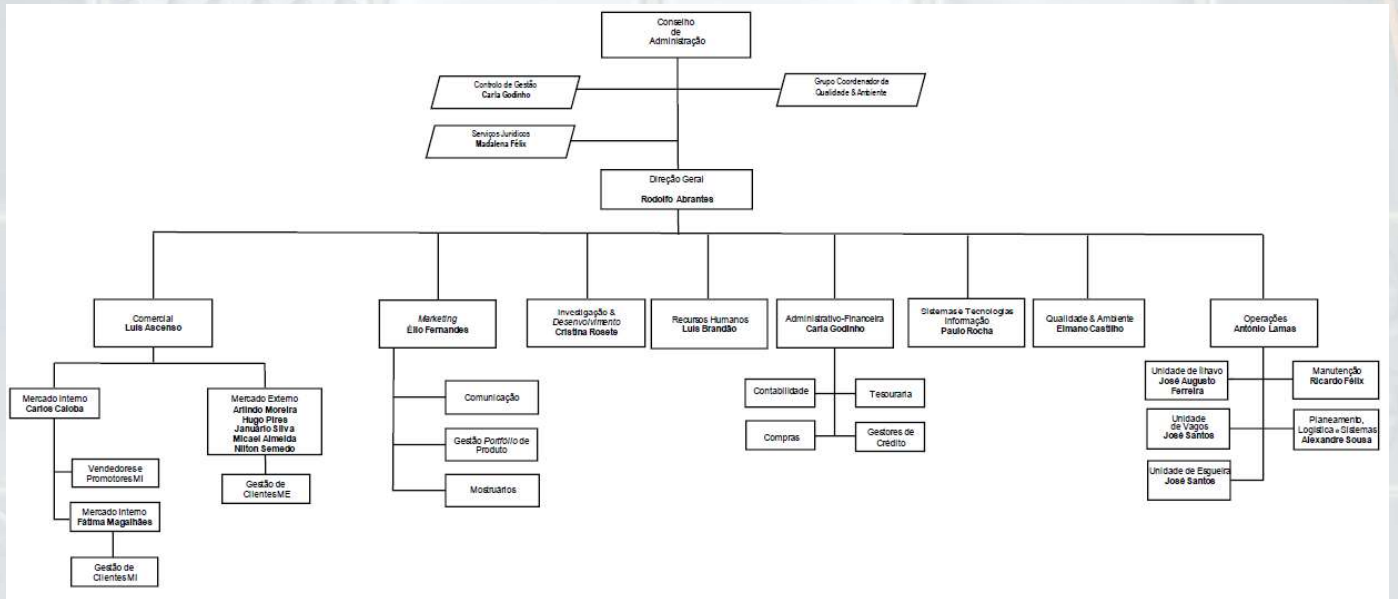 Conselho
de
Administração
Controlo de Gestão
Carla Godinho
Grupo Coordenador da
Qualidade & Ambiente
Serviços Jurídicos
Madalena Félix
Direção Geral
Rodolfo Abrantes
Comercial
Luis Ascenso
Marketing
Élio Fernandes
Investigação &
Desenvolvimento
Cristina Rosete
Recursos Humanos
Luis Brandão
Administrativo-Financeira
Carla Godinho
Sistemas e Tecnologias
Informação
Paulo Rocha
Qualidade & Ambiente
Elmano Castilho
Operações
António Lamas
Mercado Interno
Carlos Caloba
Mercado Externo
Arlindo Moreira
Hugo Pires
Januário Silva
Micael Almeida
Nilton Semedo
Vendedores e
Promotores MI
Mercado Interno
Fátima Magalhães
Gestão de
Clientes MI
Gestão de
Clientes ME
Comunicação
Gestão Portfólio de
Produto
Mostruários
Contabilidade
Tesouraria
Compras
Gestores de
Crédito
Unidade de Ílhavo
José Augusto
Ferreira
Manutenção
Ricardo Félix
Unidade
de Vagos
José Santos
Planeamento,
Logística e Sistemas
Alexandre Sousa
Unidade de Esgueira
José Santos